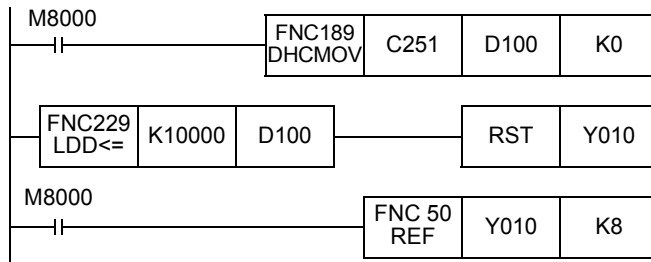 M8000
FNC189
DHCMOV C251 D100 K0
FNC229
LDD<= K10000 D100 RST Y010
M8000
FNC 50
REF Y010 K8